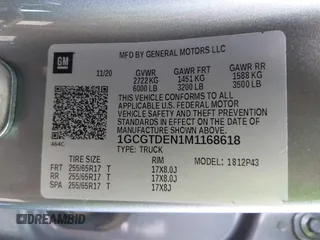 GM
MFD BY GENERAL MOTORS LLC
11/20
GVWR GAWR FRT GAWR RR
2722 KG 1451 KG 1588 KG
6000 LB 3200 LB 3500 LB
THIS VEHICLE CONFORMS TO ALL
APPLICABLE U.S. FEDERAL MOTOR
VEHICLE SAFETY STANDARDS IN
EFFECT ON THE DATE OF
MANUFACTURE SHOWN ABOVE.
464C
1GCGTDEN1M1168618
TYPE: TRUCK
TIRE SIZE RIM MODEL: 1812P43
FRT 255/65R17 T 17X8.0J
RR 255/65R17 T 17X8.0J
SPA 255/65R17 T 17X8J
DREAMBID